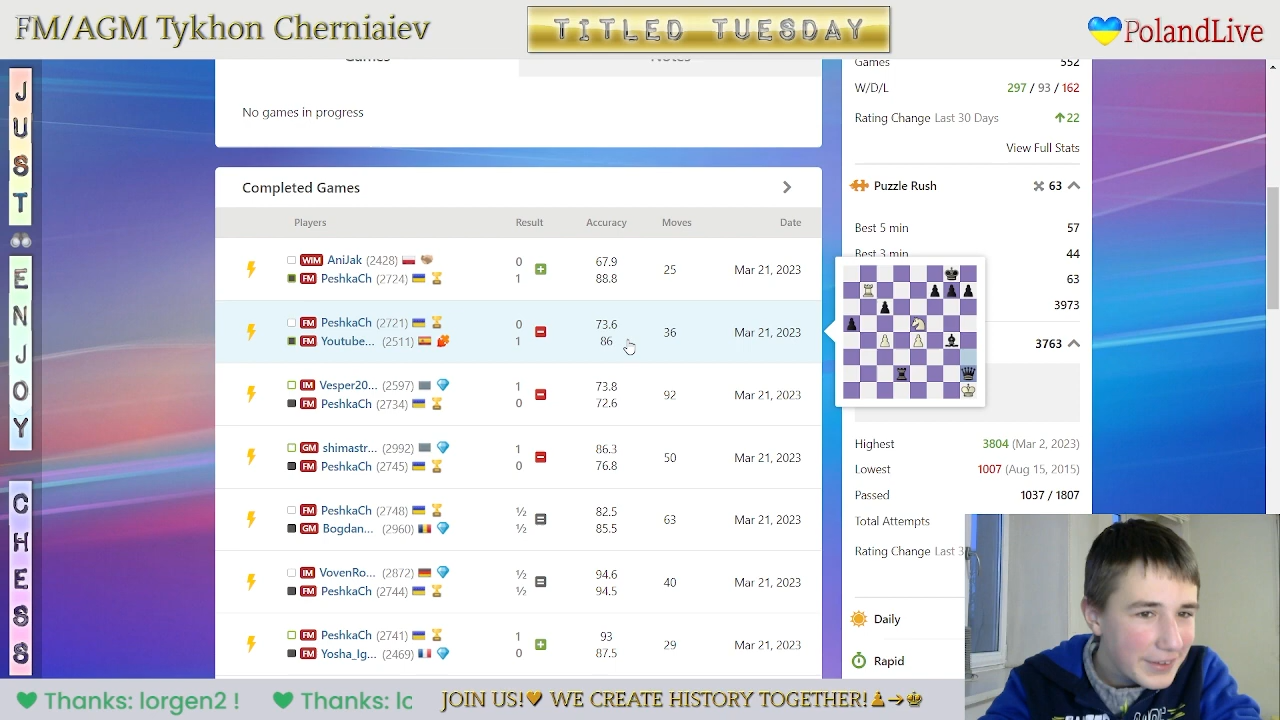 FM/AGM Tykhon Cherniaiev
TITLED TUESDAY
PolandLive
JUST
ENJOY
CHESS
Games
Notes
No games in progress
Completed Games
Players Result Accuracy Moves Date
WIM AniJak (2428) 0 67.9
FM PeshkaCh (2724) 1 88.8
25 Mar 21, 2023
FM PeshkaCh (2721) 0 73.6
FM Youtube... (2511) 1 86
36 Mar 21, 2023
IM Vesper20... (2597) 1 73.8
FM PeshkaCh (2734) 0 72.6
92 Mar 21, 2023
GM shimastr... (2992) 1 86.3
FM PeshkaCh (2745) 0 76.8
50 Mar 21, 2023
FM PeshkaCh (2748) ½ 82.5
GM Bogdan... (2960) ½ 85.5
63 Mar 21, 2023
IM VovenRo... (2872) ½ 94.6
FM PeshkaCh (2744) ½ 94.5
40 Mar 21, 2023
FM PeshkaCh (2741) 1 93
FM Yosha_Ig... (2469) 0 87.5
29 Mar 21, 2023
Games 552
W/D/L 297 / 93 / 162
Rating Change Last 30 Days 22
View Full Stats
Puzzle Rush 63
Best 5 min 57
Best 3 min 44
63
3973
3763
Highest 3804 (Mar 2, 2023)
Lowest 1007 (Aug 15, 2015)
Passed 1037 / 1807
Total Attempts
Rating Change Last 3
Daily
Rapid
Thanks: lorgen2 ! Thanks: lo
JOIN US! WE CREATE HISTORY TOGETHER!